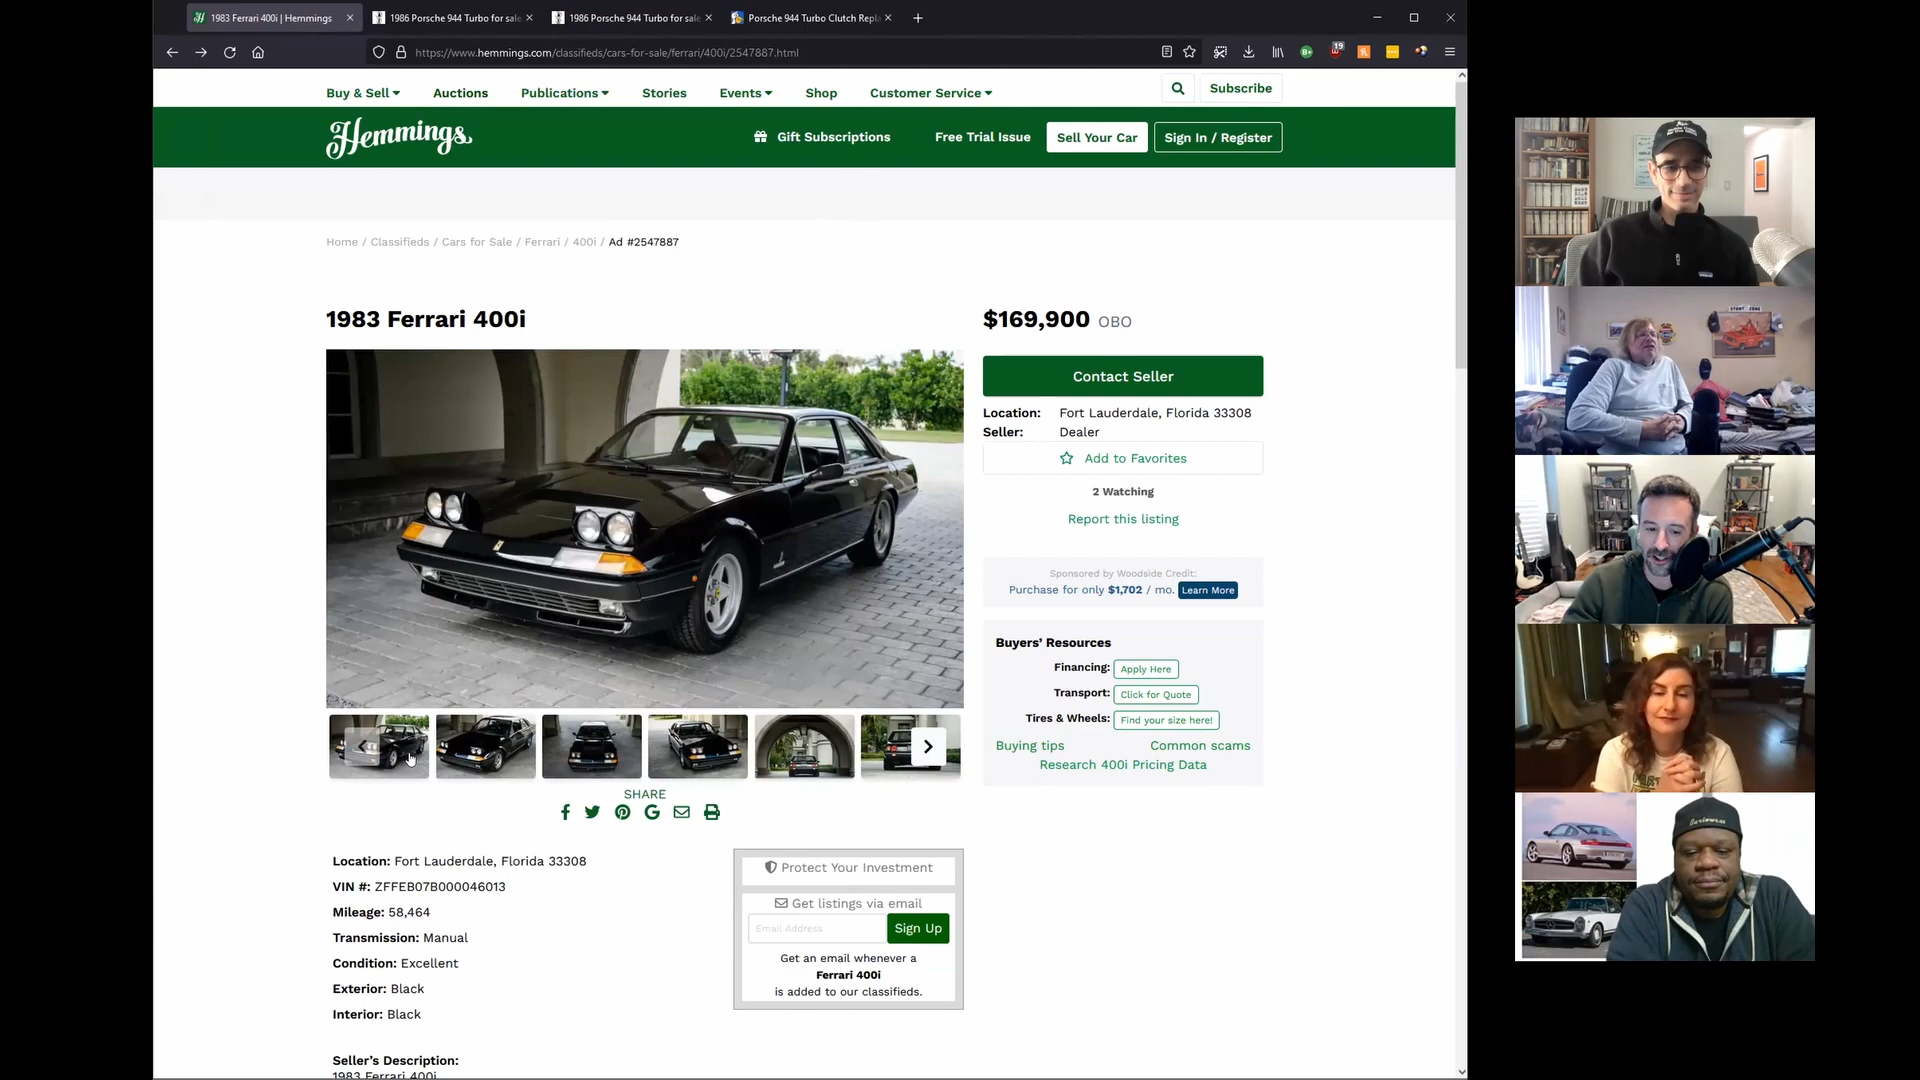 1983 Ferrari 400i | Hemmings
1986 Porsche 944 Turbo for sale
1986 Porsche 944 Turbo for sale
Porsche 944 Turbo Clutch Repla
https://www.hemmings.com/classifieds/cars-for-sale/ferrari/400i/2547887.html
19
Buy & Sell
Auctions
Publications
Stories
Events
Shop
Customer Service
Subscribe
Hemmings
Gift Subscriptions
Free Trial Issue
Sell Your Car
Sign In / Register
Home / Classifieds / Cars for Sale / Ferrari / 400i / Ad #2547887
1983 Ferrari 400i
$169,900 OBO
Contact Seller
Location: Fort Lauderdale, Florida 33308
Seller: Dealer
Add to Favorites
2 Watching
Report this listing
Sponsored by Woodside Credit:
Purchase for only $1,702 / mo. Learn More
Buyers' Resources
Financing: Apply Here
Transport: Click for Quote
Tires & Wheels: Find your size here!
Buying tips
Common scams
Research 400i Pricing Data
SHARE
Location: Fort Lauderdale, Florida 33308
VIN #: ZFFEB07B000046013
Mileage: 58,464
Transmission: Manual
Condition: Excellent
Exterior: Black
Interior: Black
Seller's Description:
1983 Ferrari 400i
Protect Your Investment
Get listings via email
Email Address
Sign Up
Get an email whenever a
Ferrari 400i
is added to our classifieds.